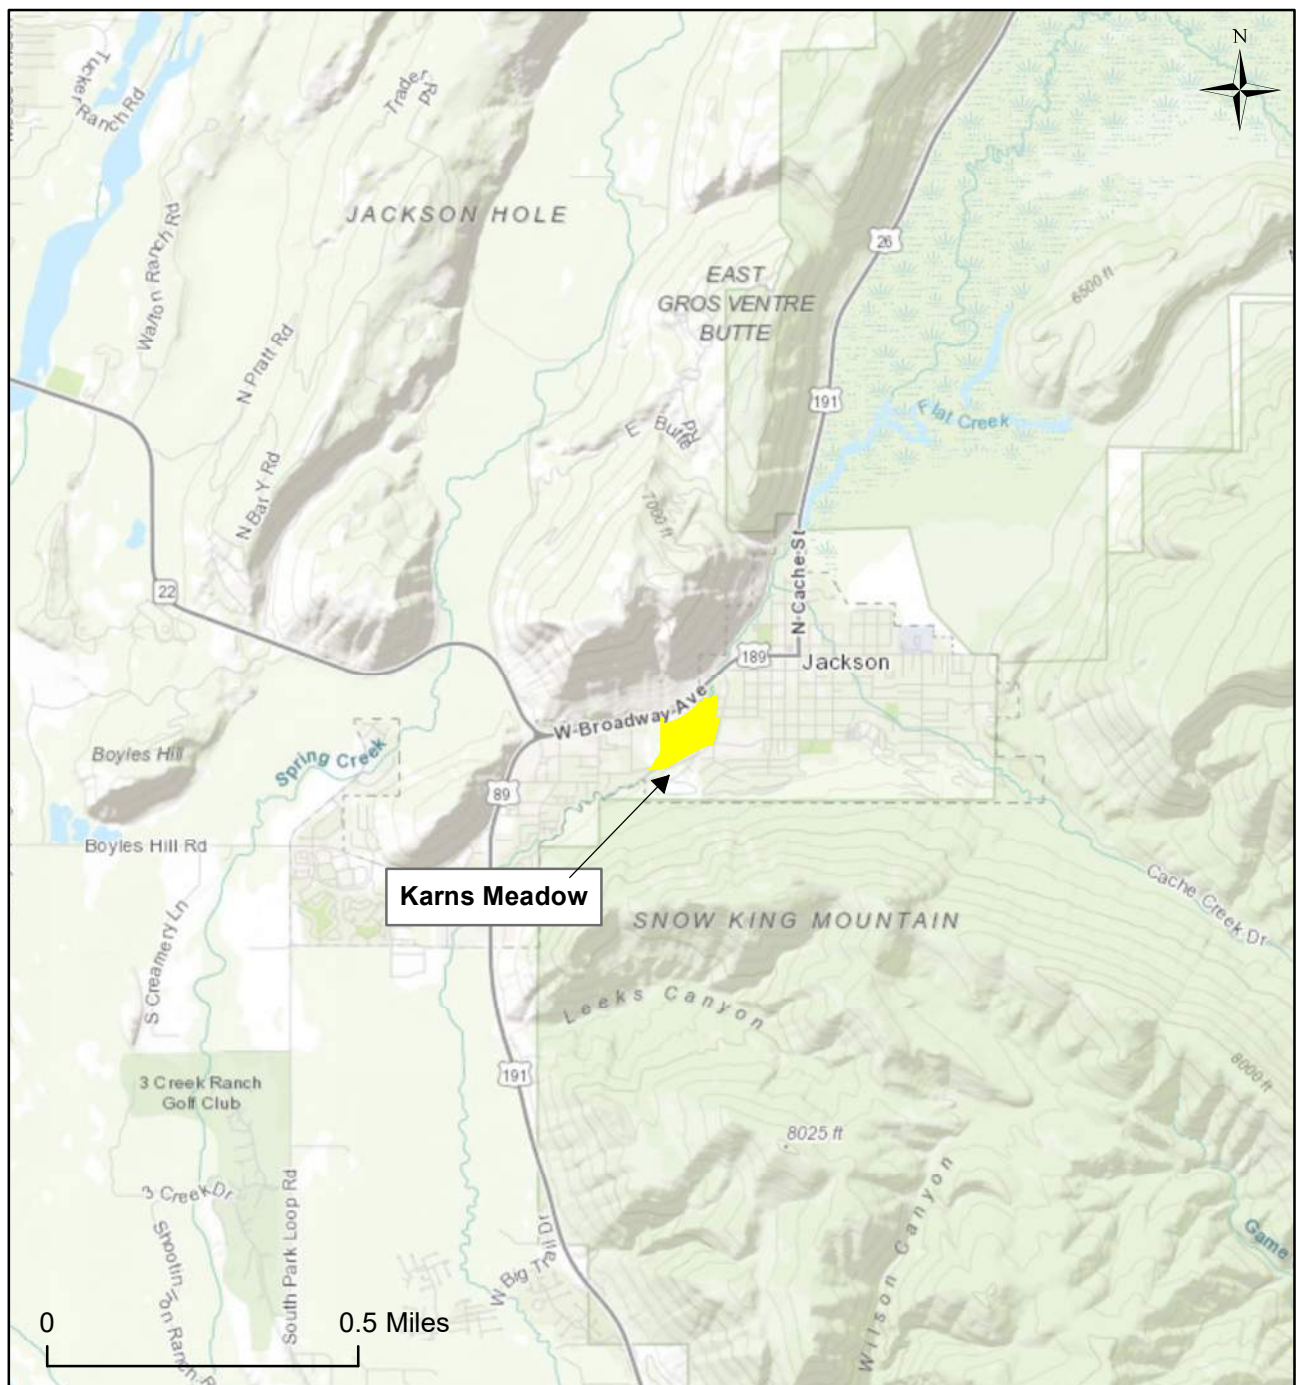 N
Tucker
Ranch Rd
Trader
Rd
JACKSON HOLE
Walton Ranch Rd
26
EAST
GROS VENTRE
BUTTE
6500 ft
N Pratt Rd
191
Flat Creek
E Butte
Rd
N Bar Y Rd
7000 ft
N Cache St
22
189
Jackson
W Broadway Ave
Boyles Hill
Spring Creek
89
Boyles Hill Rd
Karns Meadow
Cache Creek Dr
SNOW KING MOUNTAIN
S Creamery Ln
Leeks Canyon
191
8000 ft
3 Creek Ranch
Golf Club
8025 ft
3 Creek Dr
Wilson Canyon
South Park Loop Rd
W Big Trail Dr
Game
0
0.5 Miles